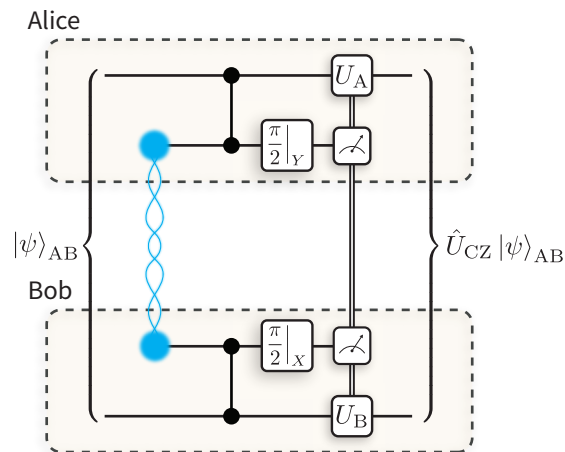 Alice
U_A
π/2|_Y
|ψ⟩_AB
Û_CZ |ψ⟩_AB
Bob
π/2|_X
U_B